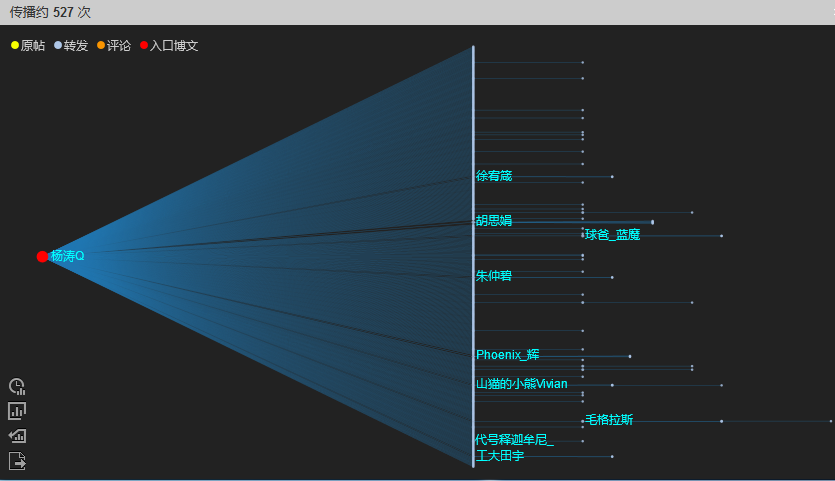 传播约 527 次
原帖 转发 评论 入口博文
徐宥箴
胡思娟
球爸_蓝魔
杨涛Q
朱仲碧
Phoenix_辉
山猫的小熊Vivian
毛格拉斯
代号释迦牟尼_
工大田宇